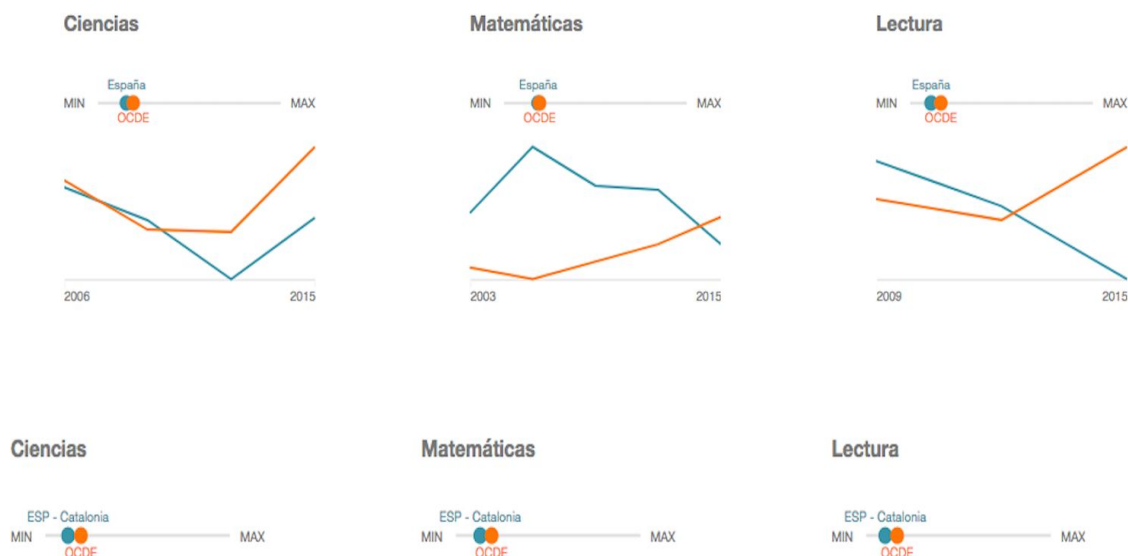 Ciencias Matemáticas Lectura
España España España
MIN MAX MIN MAX MIN MAX
OCDE OCDE OCDE
2006 2015 2003 2015 2009 2015
Ciencias Matemáticas Lectura
ESP - Catalonia ESP - Catalonia ESP - Catalonia
MIN MAX MIN MAX MIN MAX
OCDE OCDE OCDE